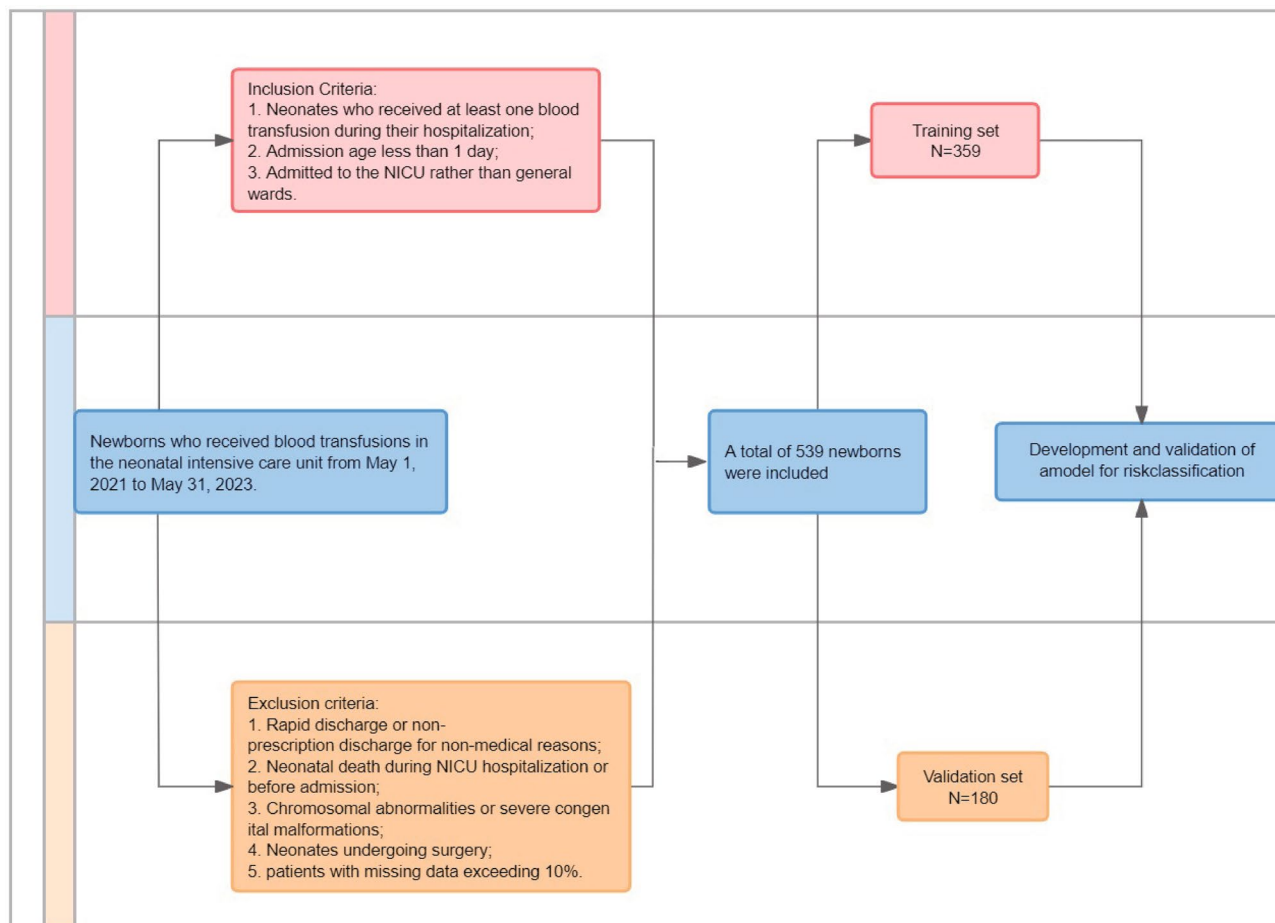 Inclusion Criteria:
1. Neonates who received at least one blood
transfusion during their hospitalization;
2. Admission age less than 1 day;
3. Admitted to the NICU rather than general
wards.
Training set
N=359
Newborns who received blood transfusions in
the neonatal intensive care unit from May 1,
2021 to May 31, 2023.
A total of 539 newborns
were included
Development and validation of
amodel for riskclassification
Exclusion criteria:
1. Rapid discharge or non-
prescription discharge for non-medical reasons;
2. Neonatal death during NICU hospitalization or
before admission;
3. Chromosomal abnormalities or severe congen
ital malformations;
4. Neonates undergoing surgery;
5. patients with missing data exceeding 10%.
Validation set
N=180